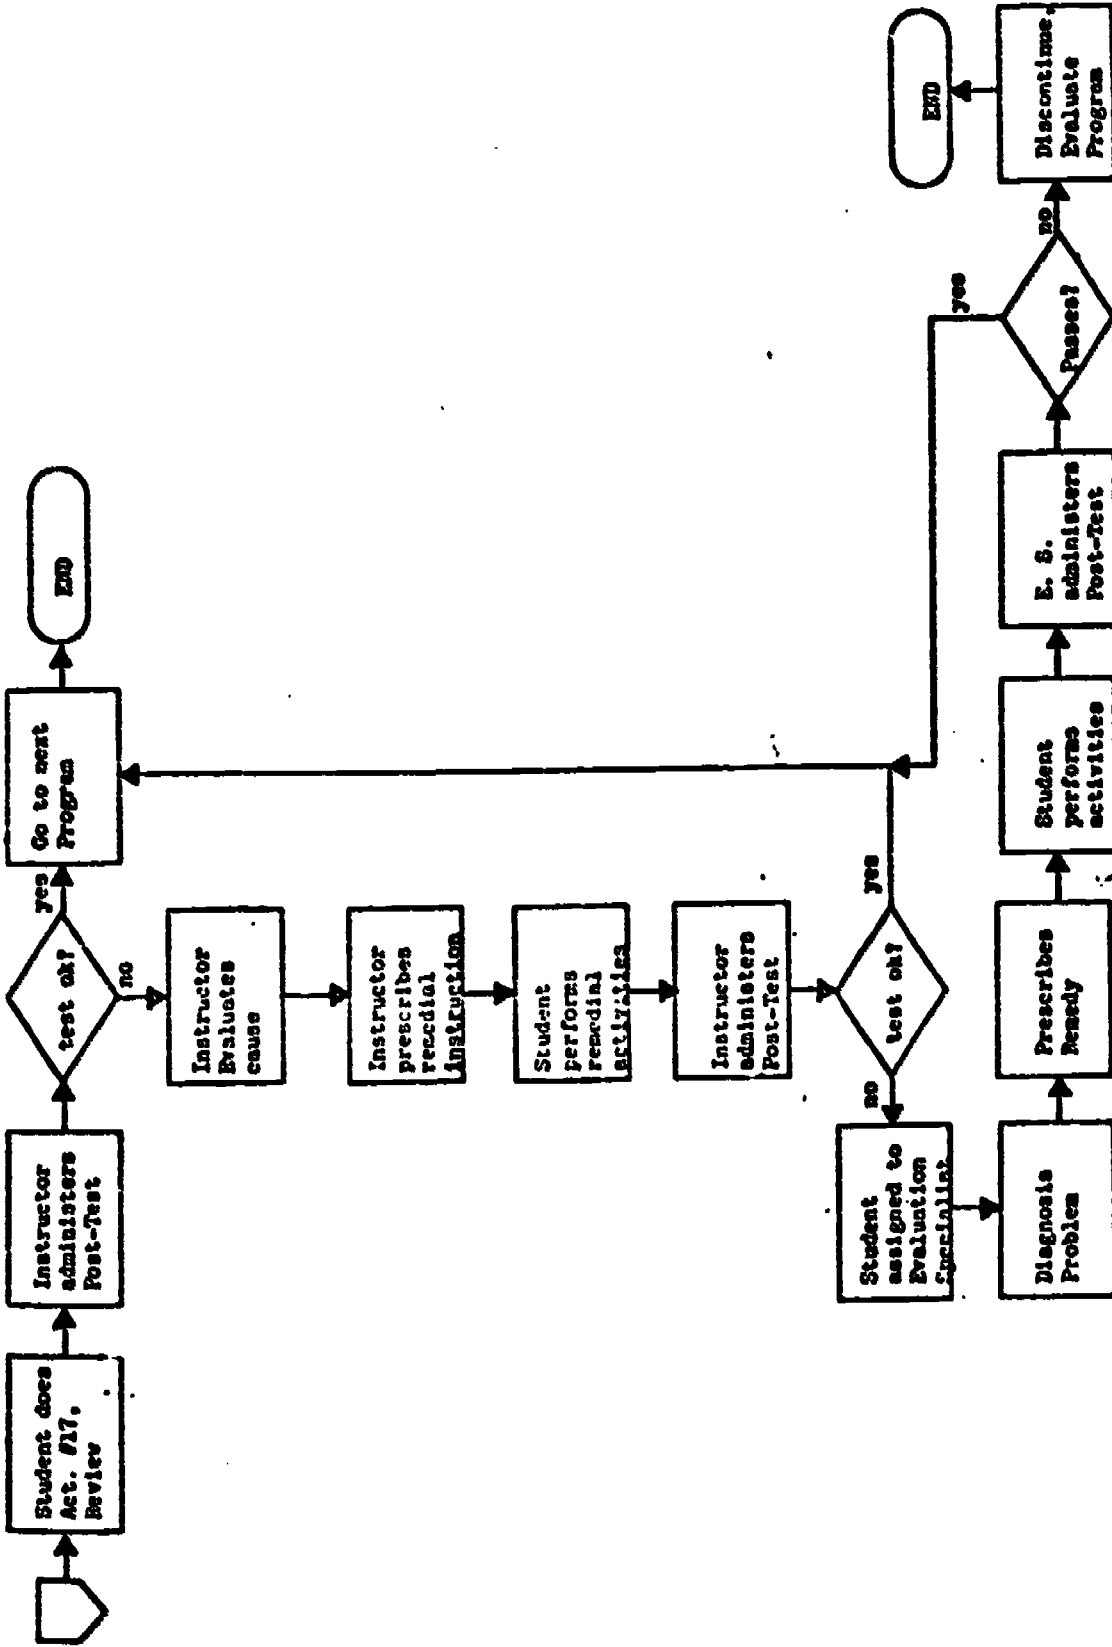 Student does
Act. #17,
Review
Instructor
administers
Post-Test
test ok?
yes
no
Go to next
Program
END
Instructor
Evaluates
cause
Instructor
prescribes
remedial
instruction
Student
performs
remedial
activities
Instructor
administers
Post-Test
test ok?
yes
no
Student
assigned to
Evaluation
Specialist
Diagnosis
Problem
Prescribes
Remedy
Student
performs
activities
E. S.
administers
Post-Test
Passes?
yes
no
Discontinue,
Evaluate
Program
END